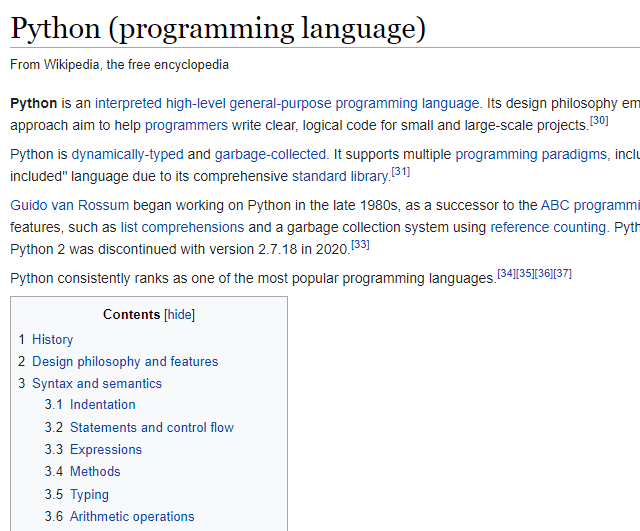 Python (programming language)
From Wikipedia, the free encyclopedia
Python is an interpreted high-level general-purpose programming language. Its design philosophy em
approach aim to help programmers write clear, logical code for small and large-scale projects.[30]
Python is dynamically-typed and garbage-collected. It supports multiple programming paradigms, inclu
included" language due to its comprehensive standard library.[31]
Guido van Rossum began working on Python in the late 1980s, as a successor to the ABC programmi
features, such as list comprehensions and a garbage collection system using reference counting. Pyth
Python 2 was discontinued with version 2.7.18 in 2020.[33]
Python consistently ranks as one of the most popular programming languages.[34][35][36][37]
Contents [hide]
1 History
2 Design philosophy and features
3 Syntax and semantics
3.1 Indentation
3.2 Statements and control flow
3.3 Expressions
3.4 Methods
3.5 Typing
3.6 Arithmetic operations